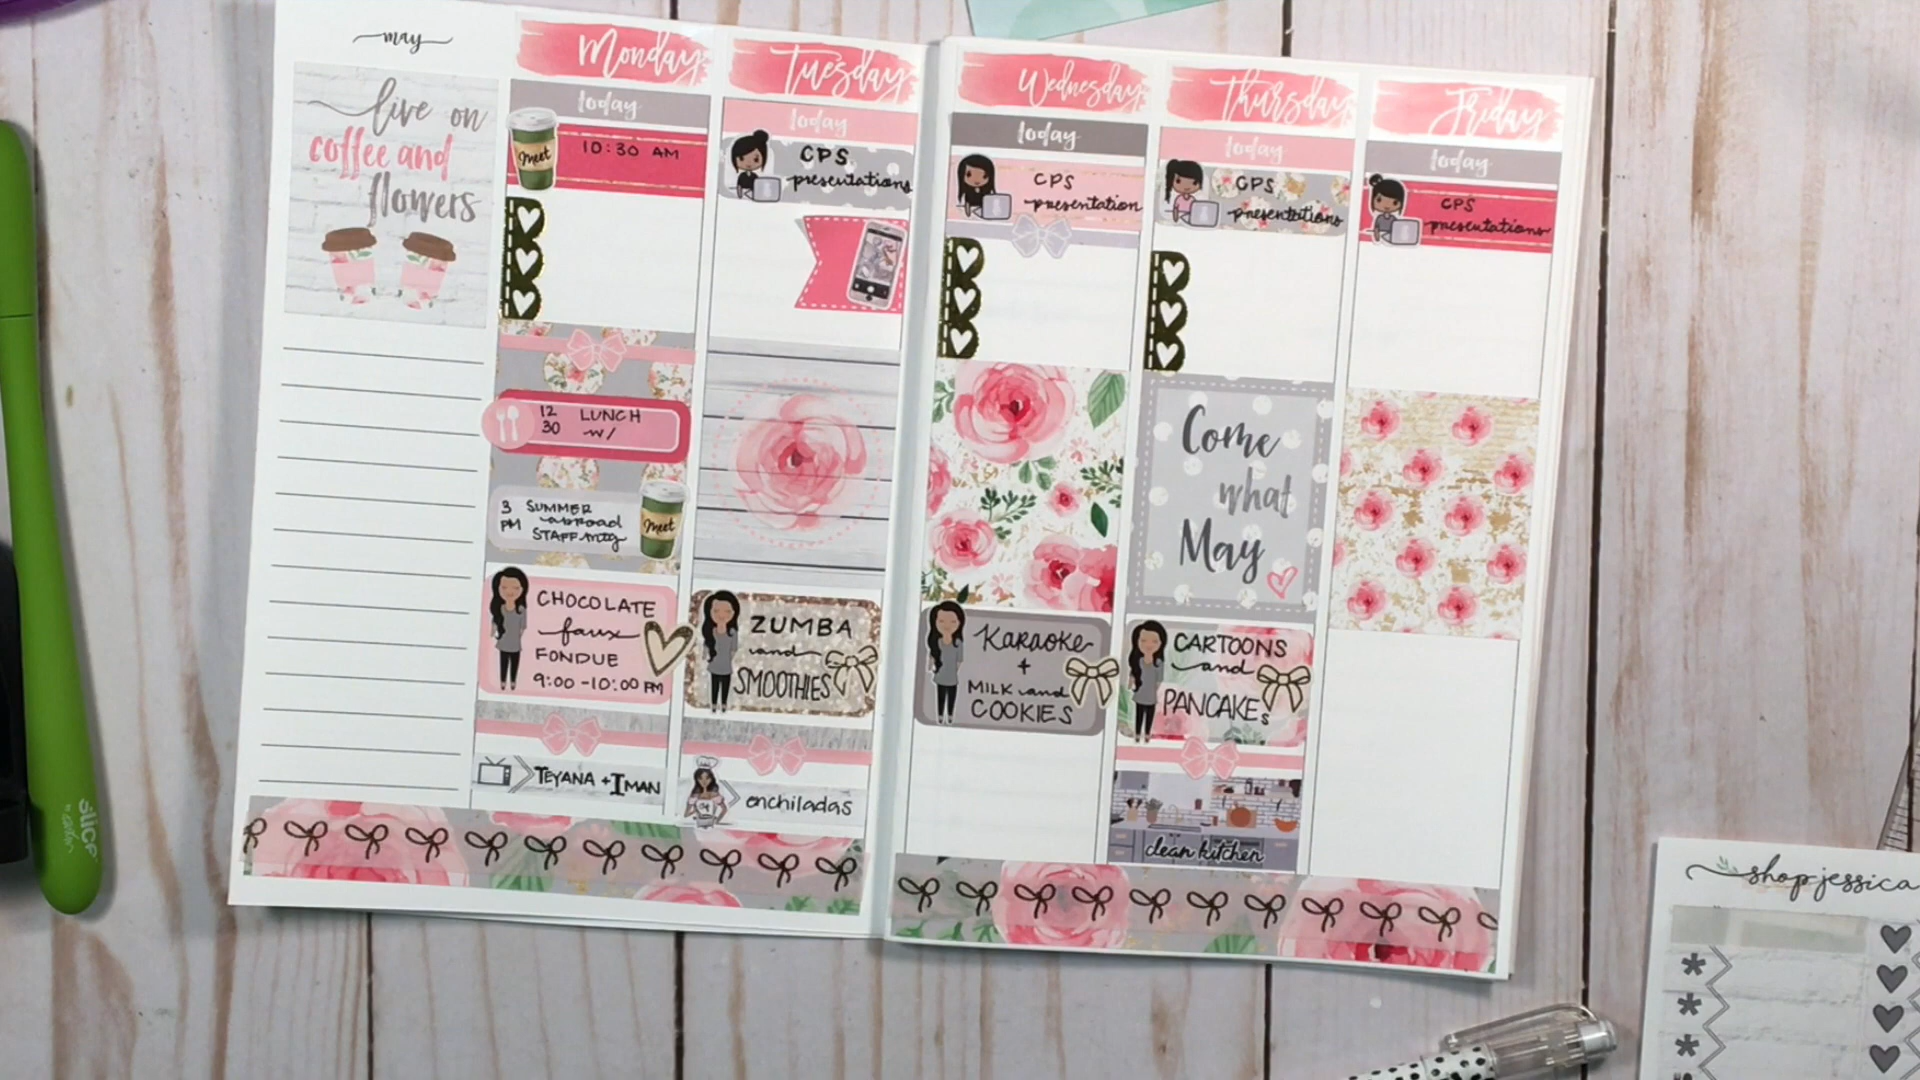 may
live on
coffee and
flowers
Monday
today
meet
10:30 AM
12 LUNCH
30 w/
3 SUMMER
PM abroad
STAFF mtg
meet
CHOCOLATE
faux
FONDUE
9:00-10:00 PM
TEYANA + IMAN
Tuesday
today
CPS
presentations
ZUMBA
and
SMOOTHIES
enchiladas
Wednesday
today
CPS
presentation
Karaoke
+
MILK and
COOKIES
Thursday
today
CPS
presentations
Come
what
May
CARTOONS
and
PANCAKEs
clean kitchen
Friday
today
CPS
presentations
slice
shopjessica